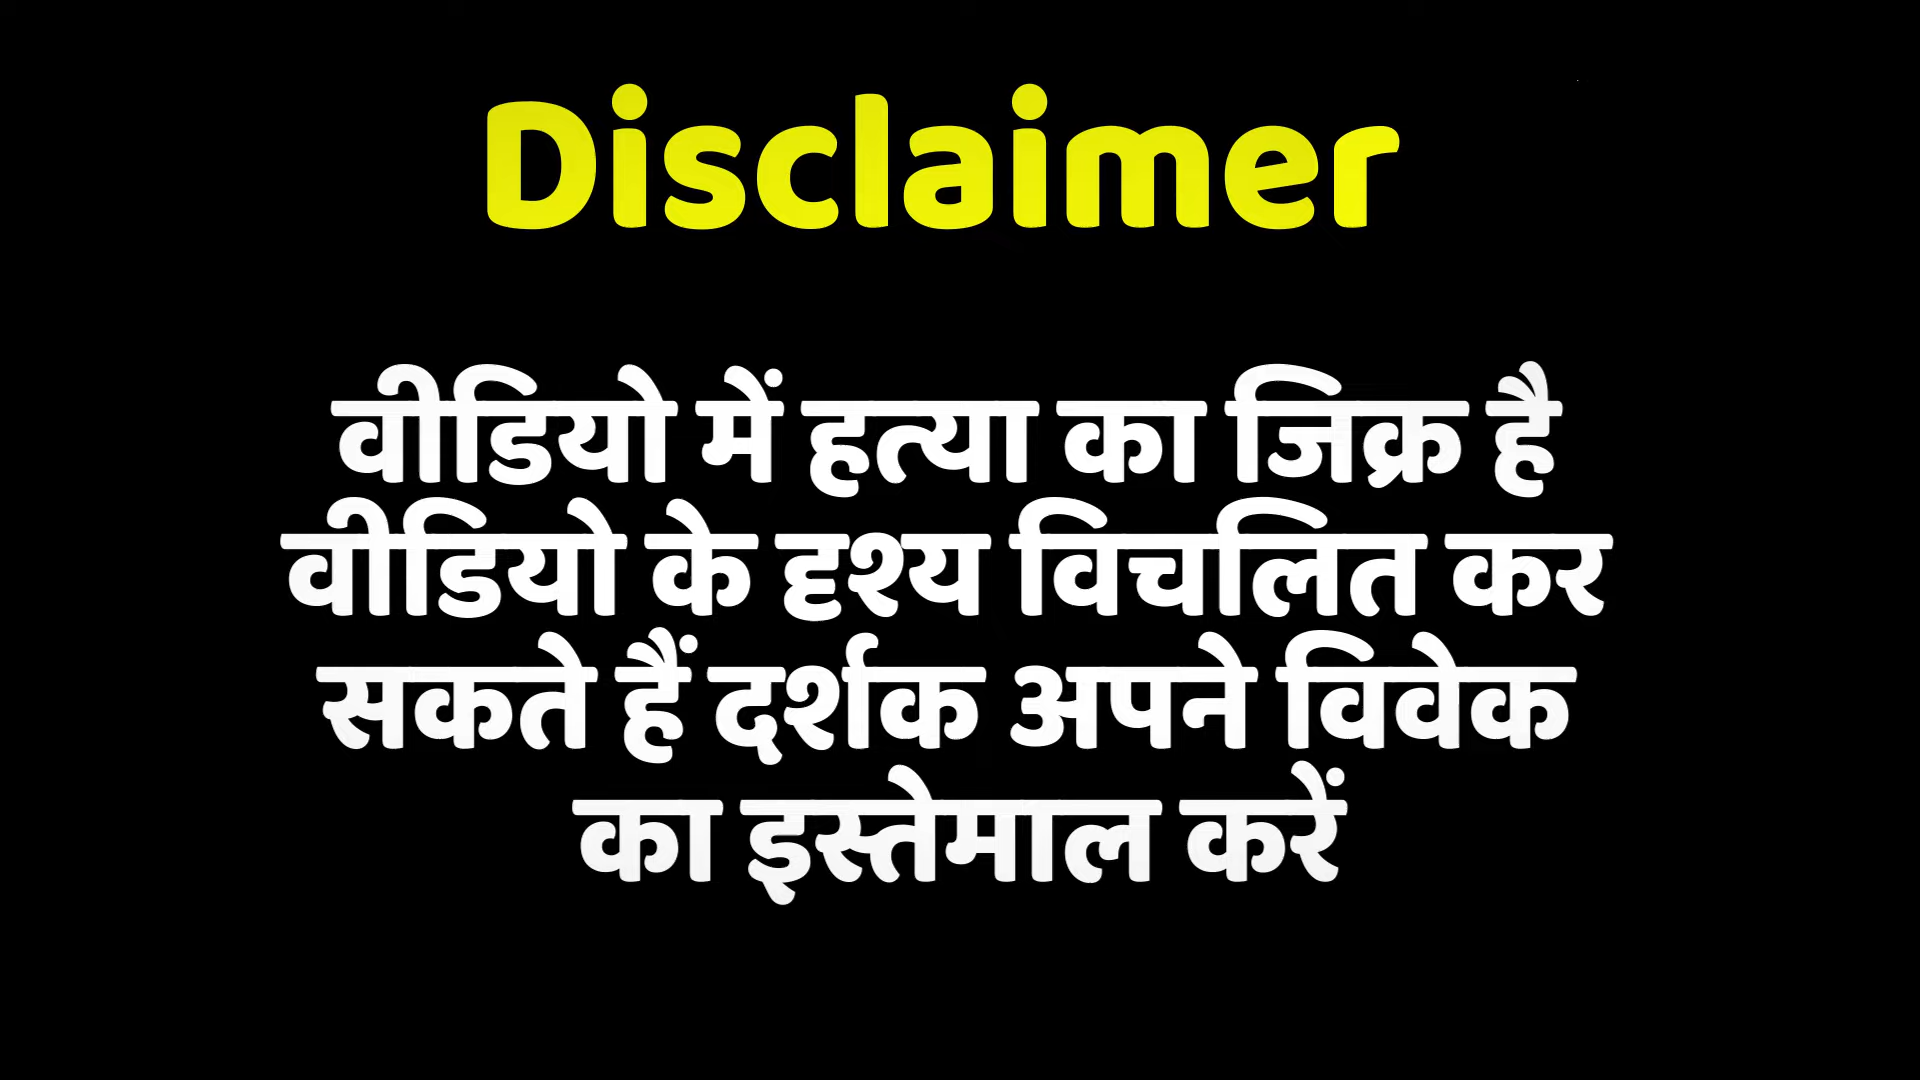 Disclaimer
वीडियो में हत्या का जिक्र है
वीडियो के दृश्य विचलित कर
सकते हैं दर्शक अपने विवेक
का इस्तेमाल करें